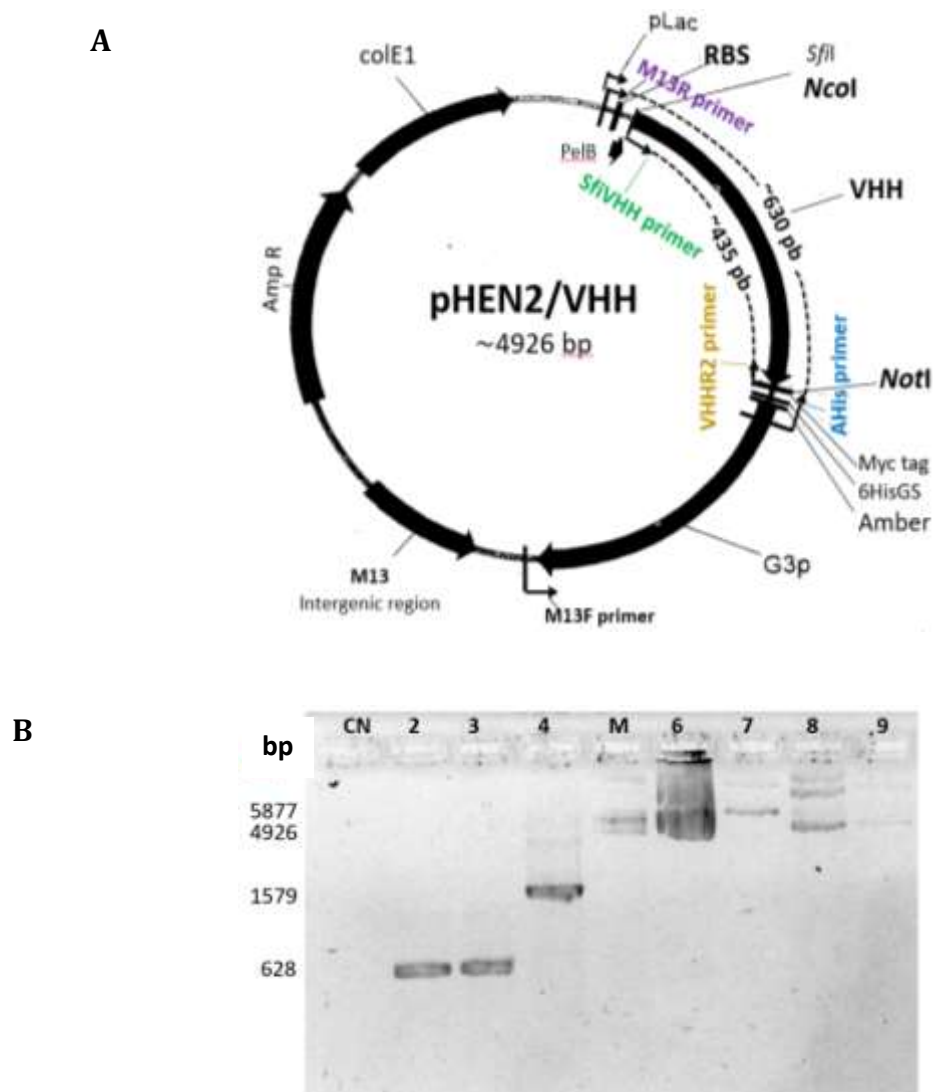 A
pLac
colE1
RBS
SfiI
NcoI
M13R primer
PelB
SfiVHH primer
VHH
~630 pb
~435 pb
Amp R
pHEN2/VHH
~4926 bp
VHHR2 primer
AHis primer
NotI
Myc tag
6HisGS
Amber
G3p
M13
Intergenic region
M13F primer
B
bp
CN 2 3 4 M 6 7 8 9
5877
4926
1579
628